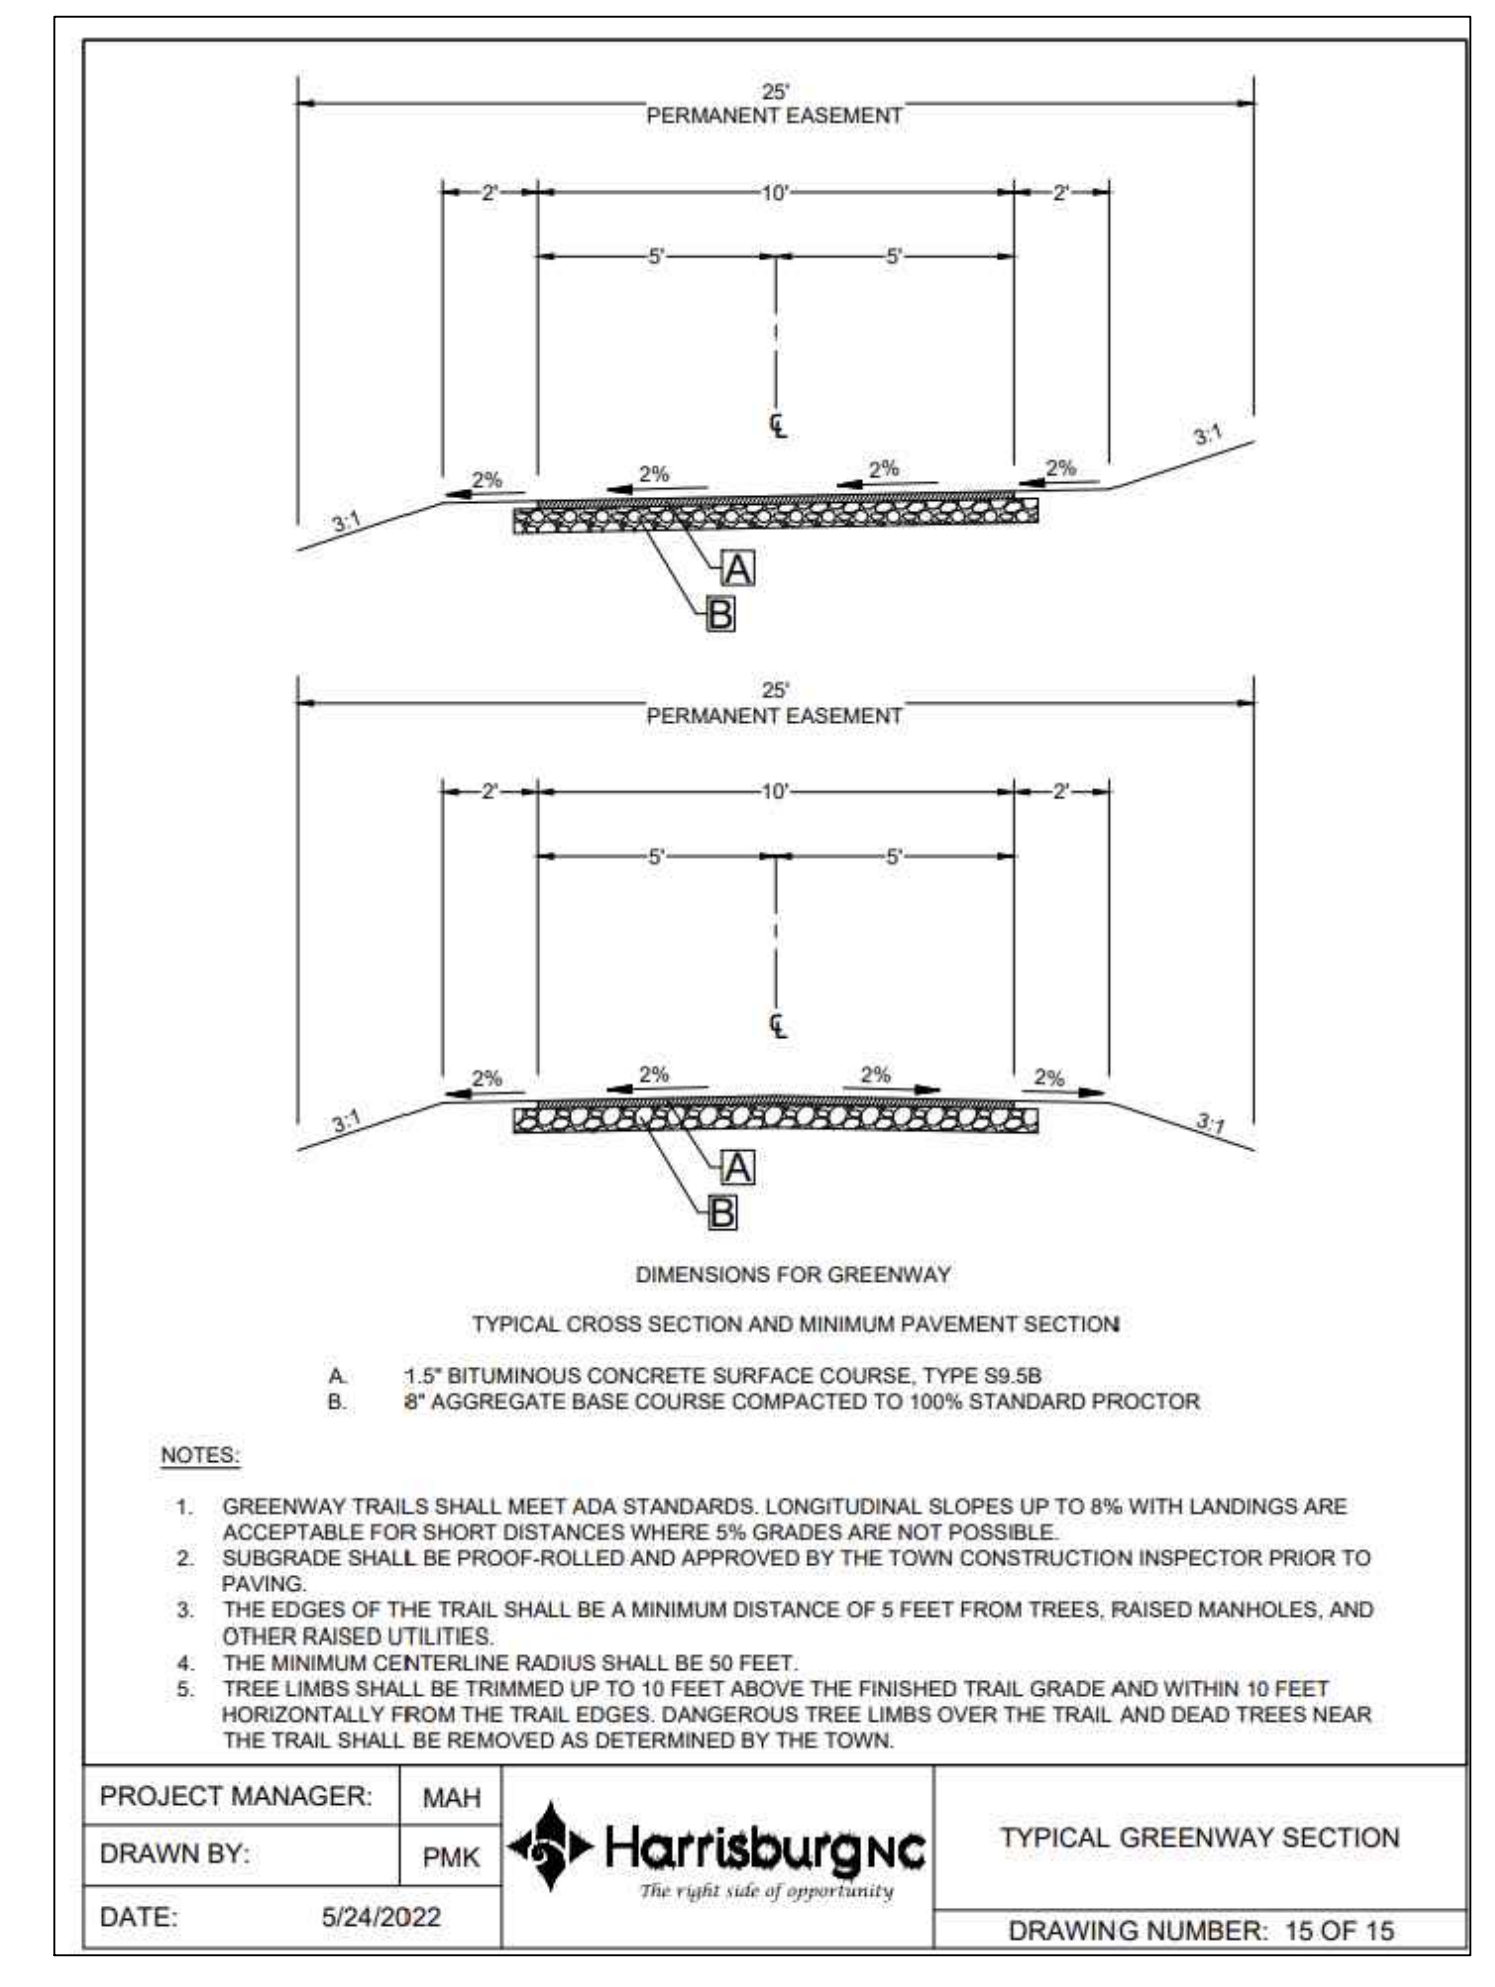 25'
PERMANENT EASEMENT
2'
10'
2'
5'
5'
℄
3:1
2%
2%
2%
2%
3:1
A
B
25'
PERMANENT EASEMENT
2'
10'
2'
5'
5'
℄
2%
2%
2%
2%
3:1
3:1
A
B
DIMENSIONS FOR GREENWAY
TYPICAL CROSS SECTION AND MINIMUM PAVEMENT SECTION
A. 1.5" BITUMINOUS CONCRETE SURFACE COURSE, TYPE S9.5B
B. 8" AGGREGATE BASE COURSE COMPACTED TO 100% STANDARD PROCTOR
NOTES:
1. GREENWAY TRAILS SHALL MEET ADA STANDARDS. LONGITUDINAL SLOPES UP TO 8% WITH LANDINGS ARE
ACCEPTABLE FOR SHORT DISTANCES WHERE 5% GRADES ARE NOT POSSIBLE.
2. SUBGRADE SHALL BE PROOF-ROLLED AND APPROVED BY THE TOWN CONSTRUCTION INSPECTOR PRIOR TO
PAVING.
3. THE EDGES OF THE TRAIL SHALL BE A MINIMUM DISTANCE OF 5 FEET FROM TREES, RAISED MANHOLES, AND
OTHER RAISED UTILITIES.
4. THE MINIMUM CENTERLINE RADIUS SHALL BE 50 FEET.
5. TREE LIMBS SHALL BE TRIMMED UP TO 10 FEET ABOVE THE FINISHED TRAIL GRADE AND WITHIN 10 FEET
HORIZONTALLY FROM THE TRAIL EDGES. DANGEROUS TREE LIMBS OVER THE TRAIL AND DEAD TREES NEAR
THE TRAIL SHALL BE REMOVED AS DETERMINED BY THE TOWN.
PROJECT MANAGER: MAH
DRAWN BY: PMK
DATE: 5/24/2022
Harrisburg NC
The right side of opportunity
TYPICAL GREENWAY SECTION
DRAWING NUMBER: 15 OF 15